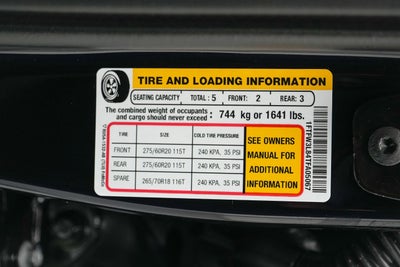 TIRE AND LOADING INFORMATION
SEATING CAPACITY TOTAL : 5 FRONT: 2 REAR: 3
The combined weight of occupants
and cargo should never exceed : 744 kg or 1641 lbs.
TIRE SIZE COLD TIRE PRESSURE
FRONT 275/60R20 115T 240 KPA, 35 PSI
REAR 275/60R20 115T 240 KPA, 35 PSI
SPARE 265/70R18 116T 240 KPA, 35 PSI
SEE OWNERS
MANUAL FOR
ADDITIONAL
INFORMATION